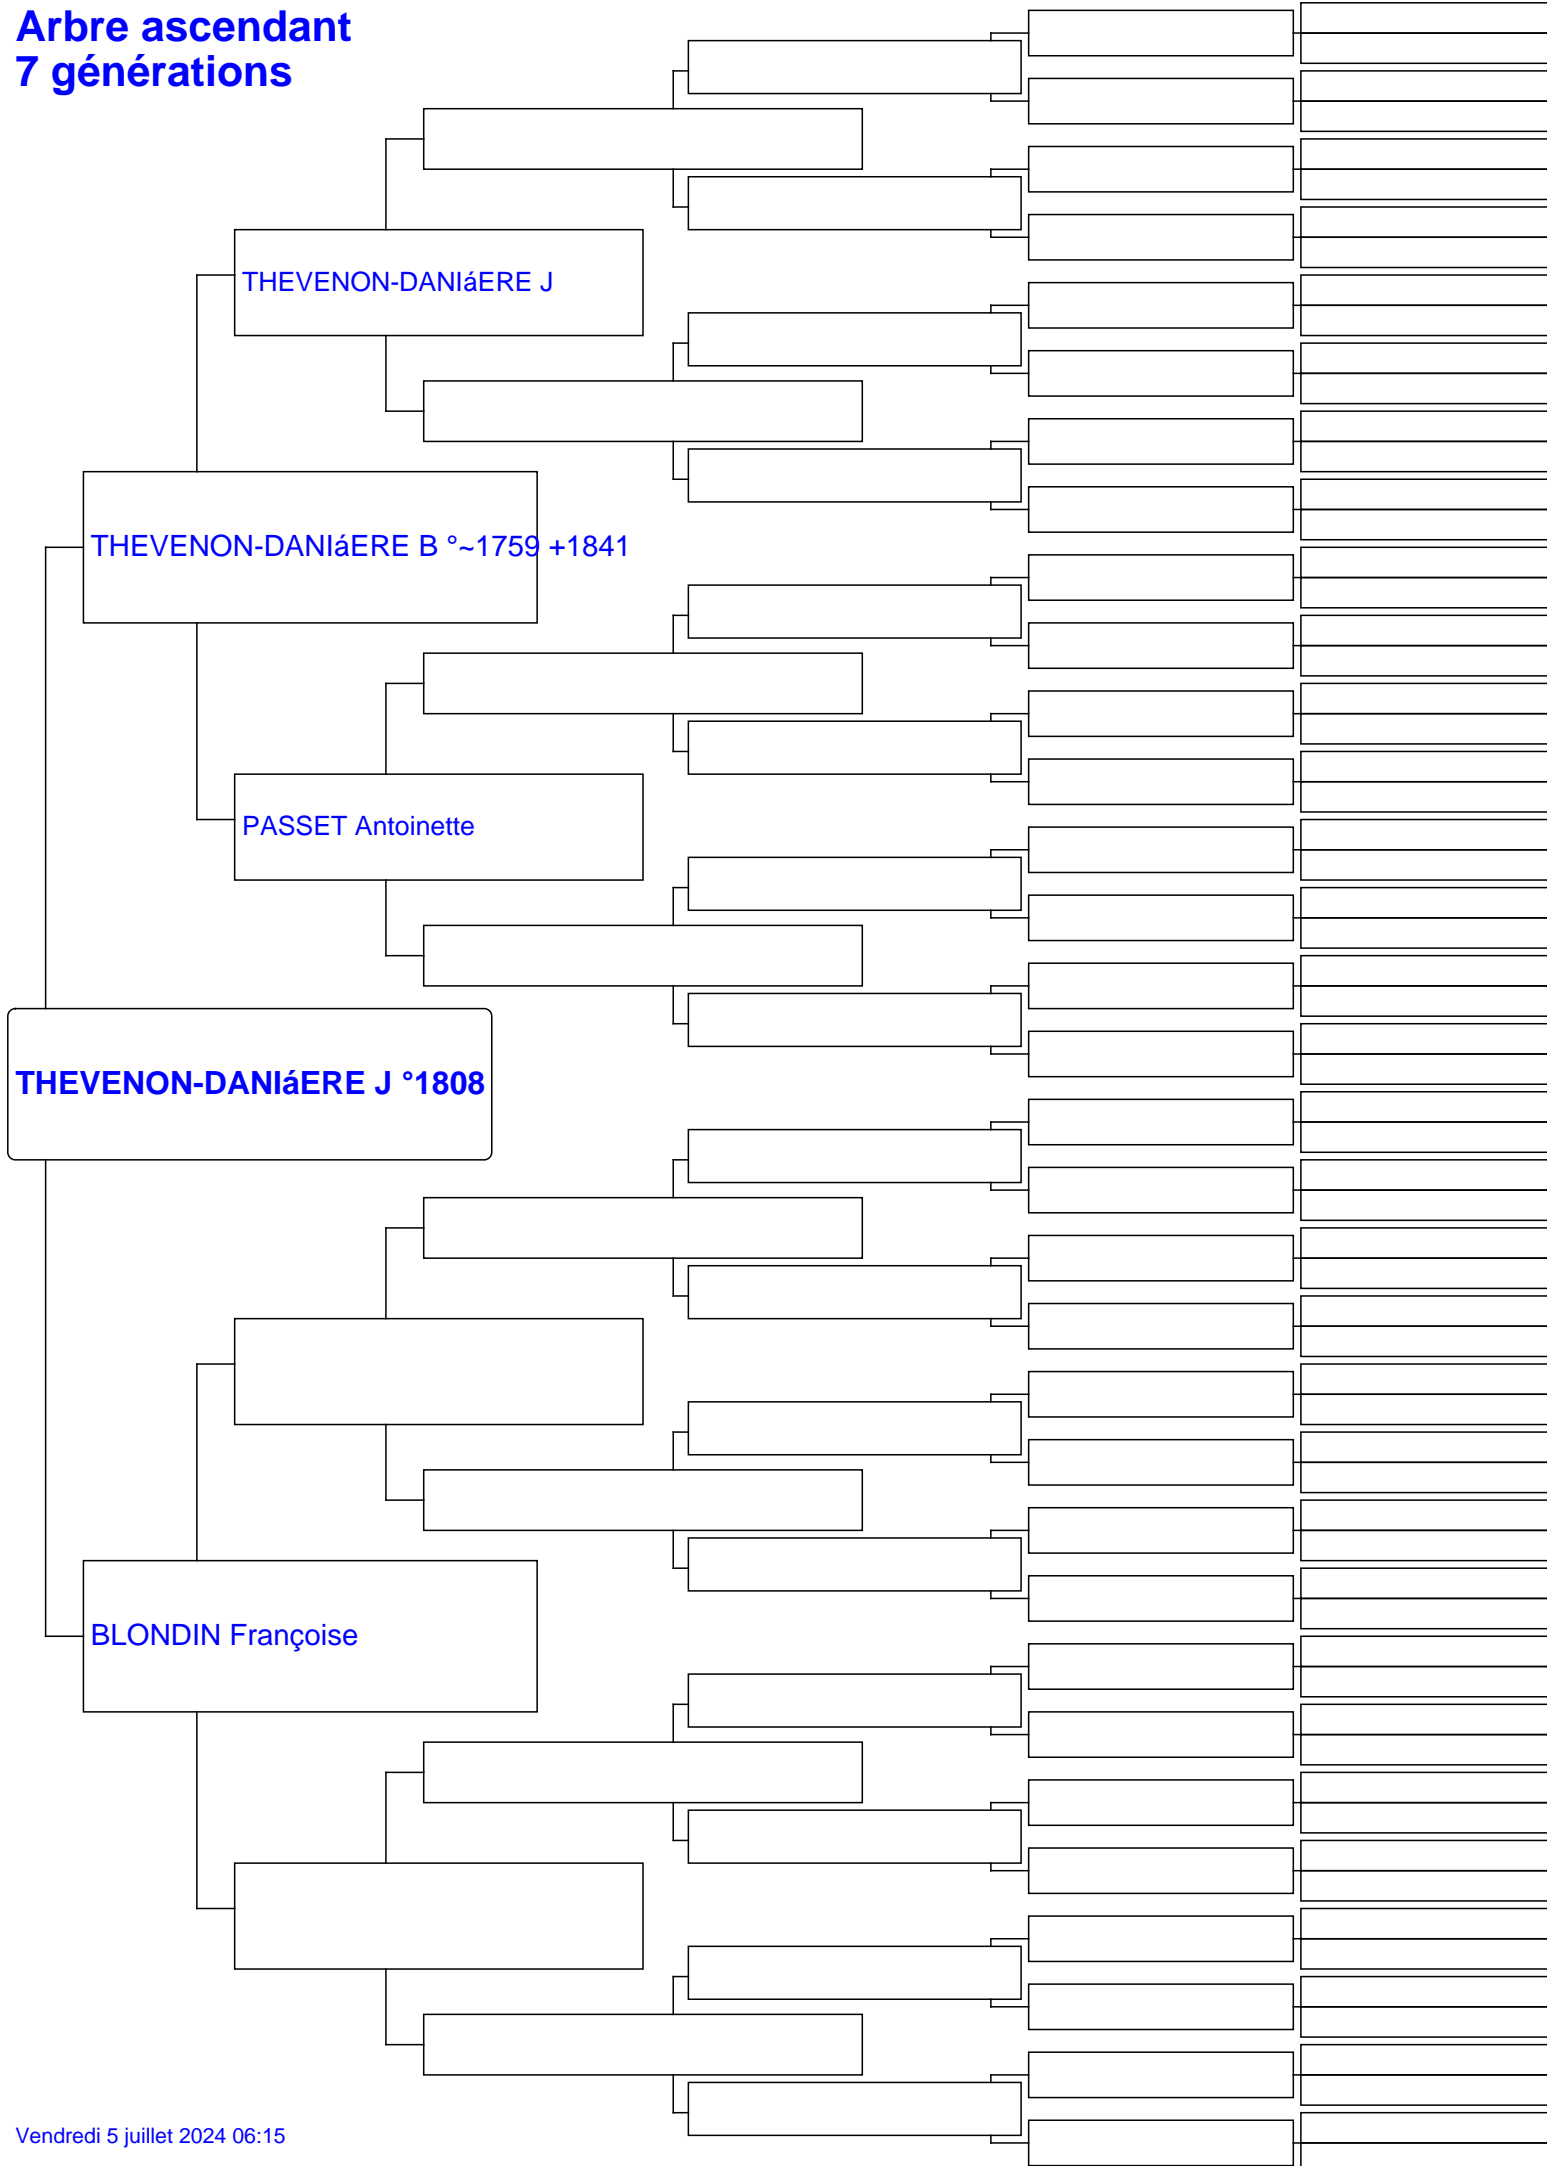 Arbre ascendant
7 générations
THEVENON-DANIáERE J
THEVENON-DANIáERE B °~1759 +1841
PASSET Antoinette
THEVENON-DANIáERE J °1808
BLONDIN Françoise
Vendredi 5 juillet 2024 06:15